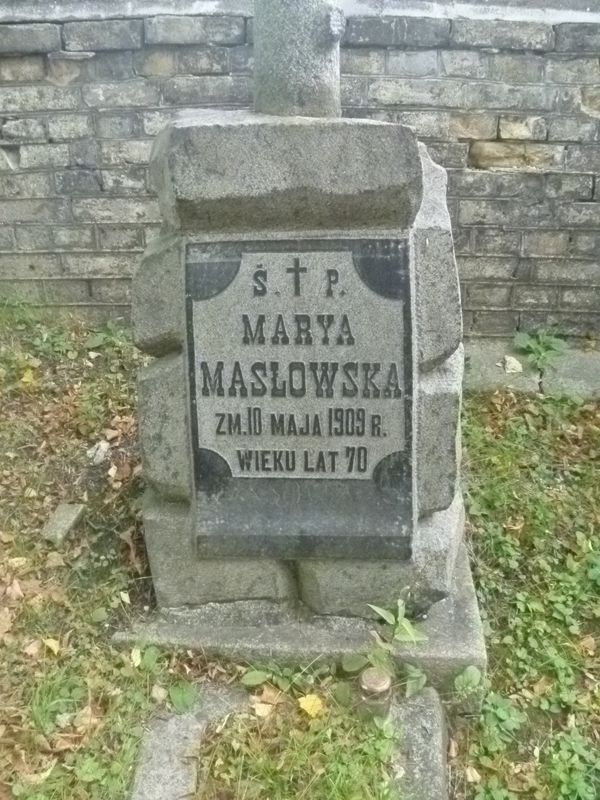 Ś. † P.
MARYA
MASŁOWSKA
ZM. 10 MAJA 1909 R.
WIEKU LAT 70